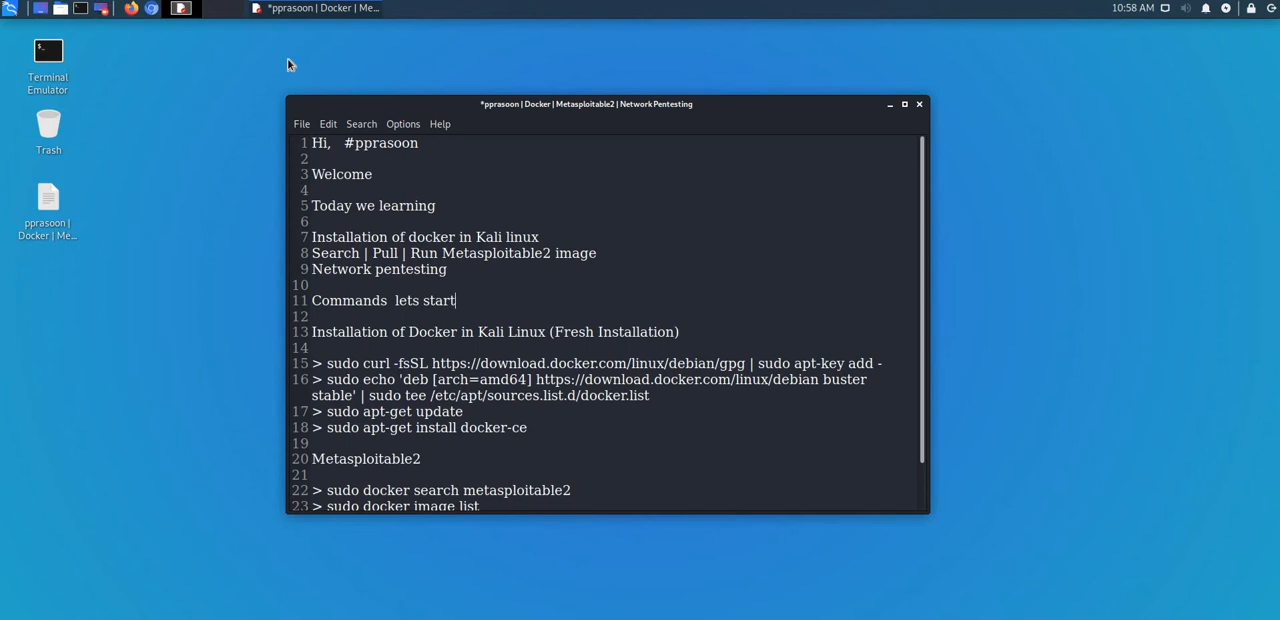 *pprasoon | Docker | Me...
10:58 AM
Terminal
Emulator
Trash
pprasoon |
Docker | Me...
*pprasoon | Docker | Metasploitable2 | Network Pentesting
File Edit Search Options Help
1 Hi,   #pprasoon
2
3 Welcome
4
5 Today we learning
6
7 Installation of docker in Kali linux
8 Search | Pull | Run Metasploitable2 image
9 Network pentesting
10
11 Commands  lets start
12
13 Installation of Docker in Kali Linux (Fresh Installation)
14
15 > sudo curl -fsSL https://download.docker.com/linux/debian/gpg | sudo apt-key add -
16 > sudo echo 'deb [arch=amd64] https://download.docker.com/linux/debian buster
stable' | sudo tee /etc/apt/sources.list.d/docker.list
17 > sudo apt-get update
18 > sudo apt-get install docker-ce
19
20 Metasploitable2
21
22 > sudo docker search metasploitable2
23 > sudo docker image list